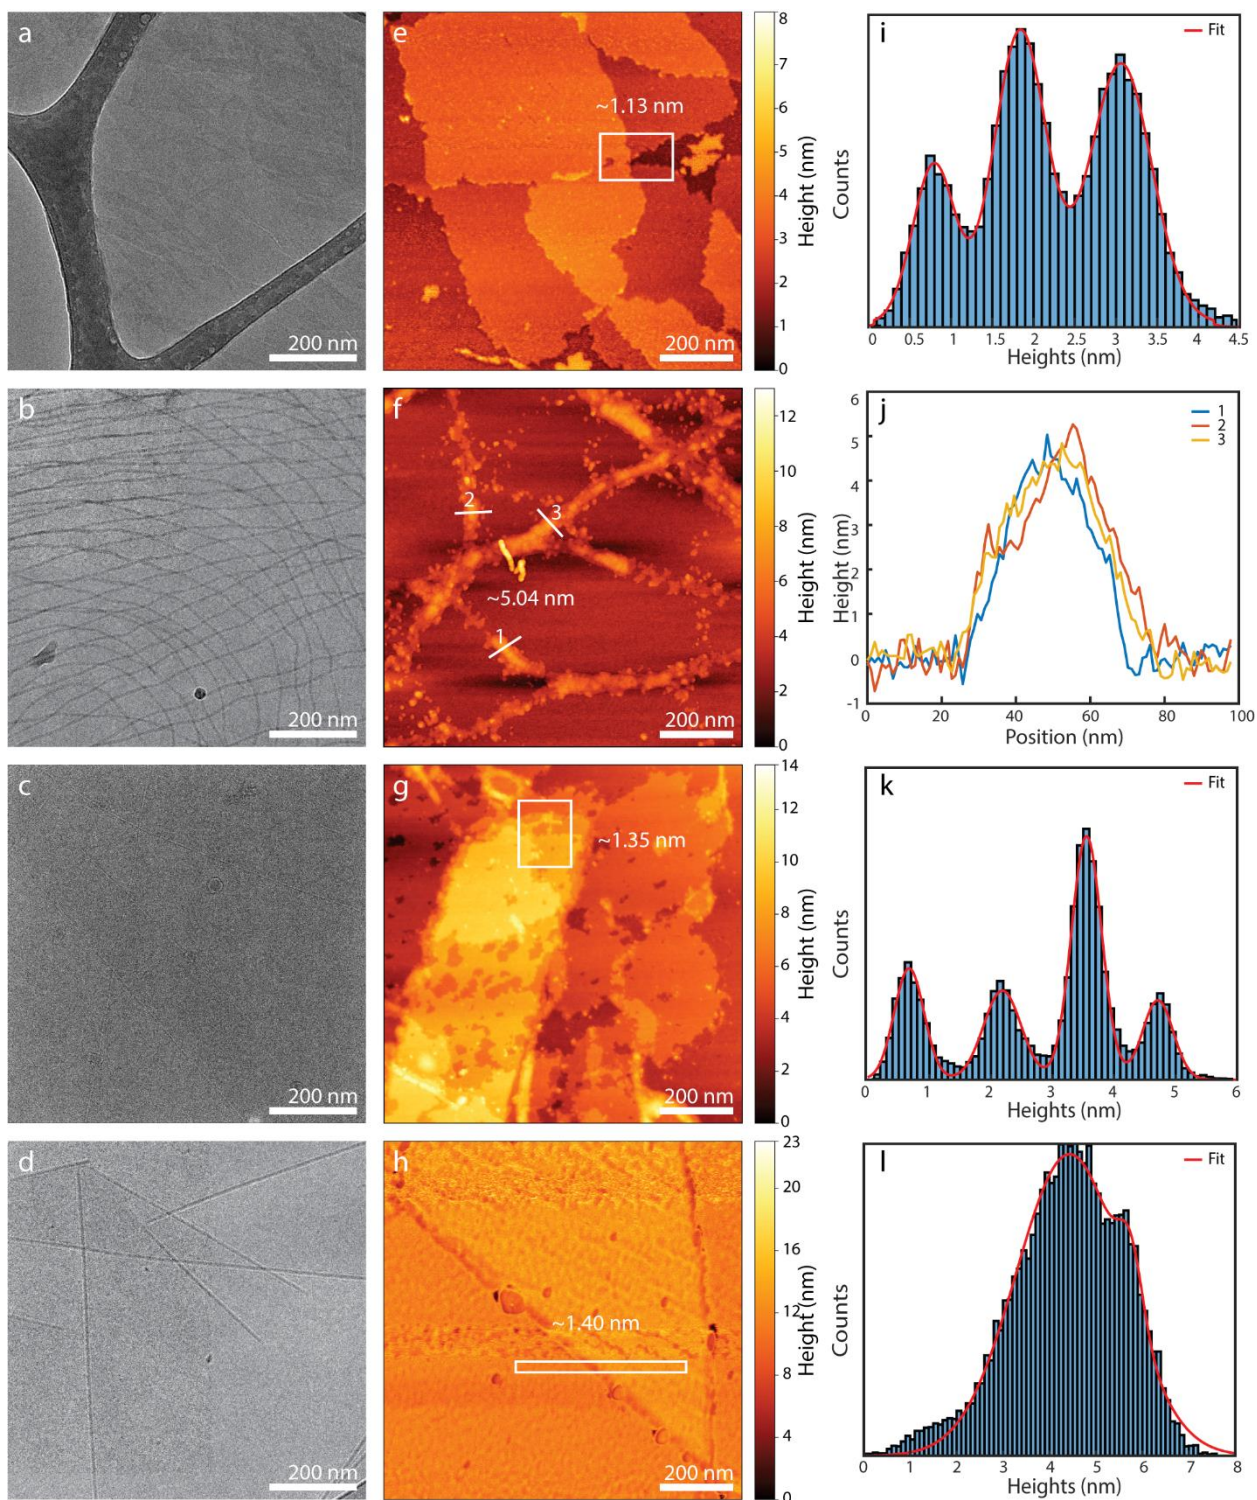 a
200 nm
e
~1.13 nm
200 nm
8
7
6
5
4
3
2
1
0
Height (nm)
i
Fit
Counts
0 0.5 1 1.5 2 2.5 3 3.5 4 4.5
Heights (nm)
b
200 nm
f
2
3
~5.04 nm
1
200 nm
12
10
8
6
4
2
0
Height (nm)
j
1
2
3
6
5
4
3
2
1
0
-1
Height (nm)
0 20 40 60 80 100
Position (nm)
c
200 nm
g
~1.35 nm
200 nm
14
12
10
8
6
4
2
0
Height (nm)
k
Fit
Counts
0 1 2 3 4 5 6
Heights (nm)
d
200 nm
h
~1.40 nm
200 nm
23
20
16
12
8
4
0
Height (nm)
l
Fit
Counts
0 1 2 3 4 5 6 7 8
Heights (nm)